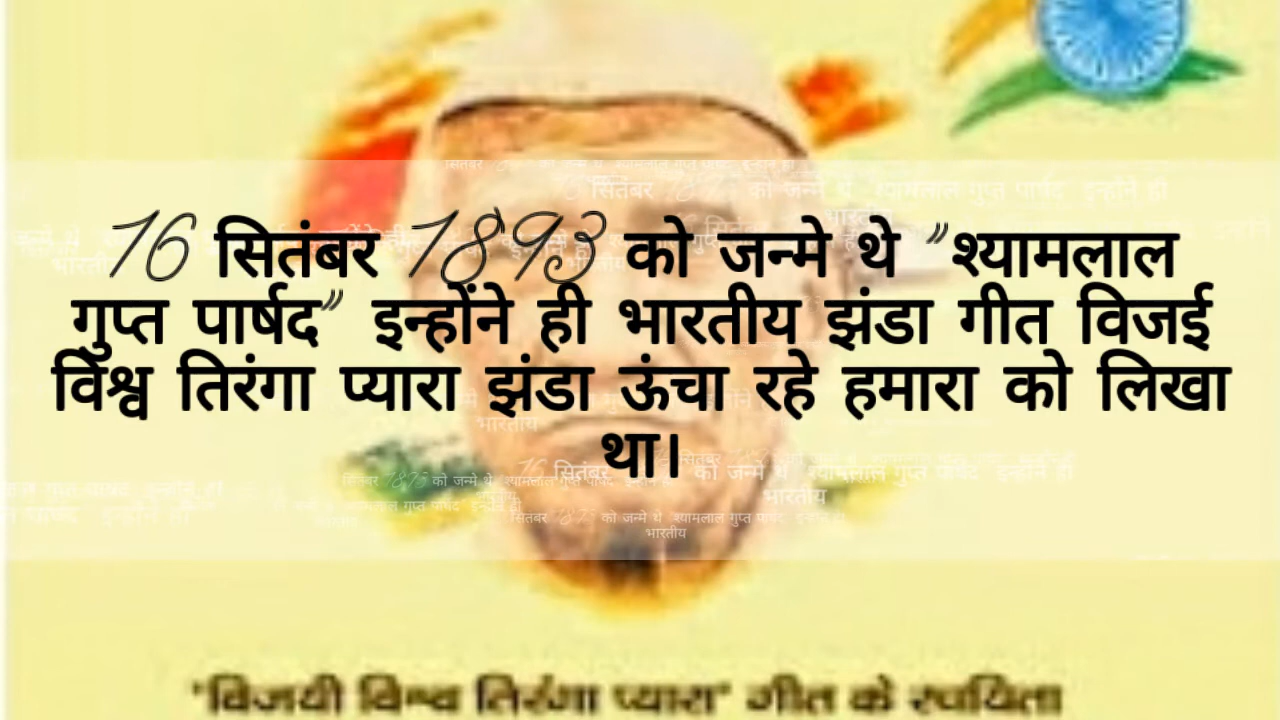 16 सितंबर 1893 को जन्मे थे "श्यामलाल
गुप्त पार्षद" इन्होंने ही भारतीय झंडा गीत विजई
विश्व तिरंगा प्यारा झंडा ऊंचा रहे हमारा को लिखा
था।
"विजयी विश्व तिरंगा प्यारा" गीत के रचयिता